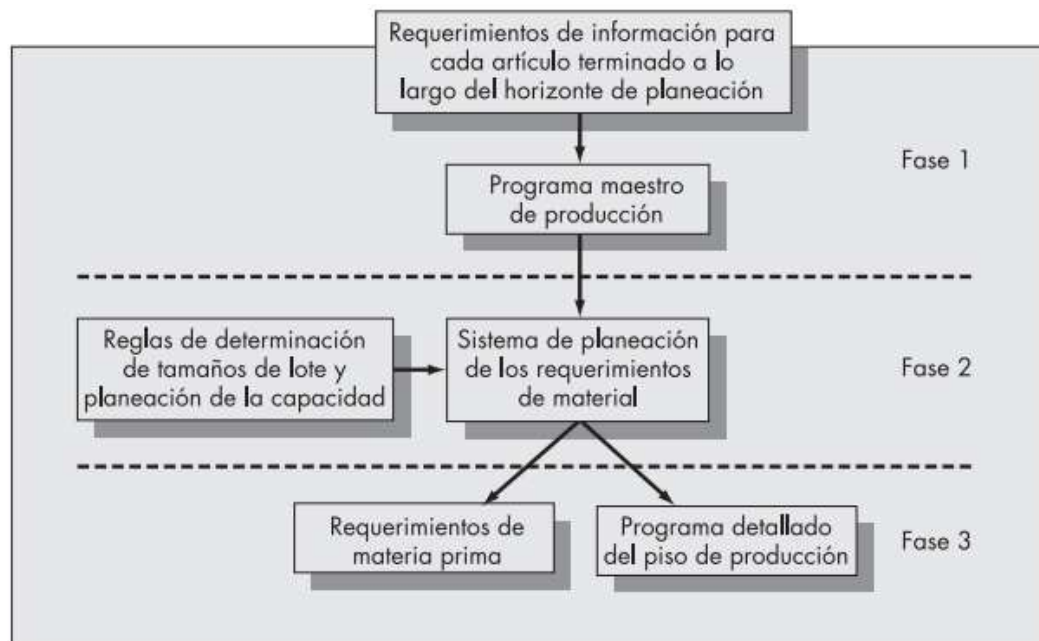 Requerimientos de información para
cada artículo terminado a lo
largo del horizonte de planeación
Fase 1
Programa maestro
de producción
Reglas de determinación
de tamaños de lote y
planeación de la capacidad
Sistema de planeación
de los requerimientos
de material
Fase 2
Requerimientos de
materia prima
Programa detallado
del piso de producción
Fase 3